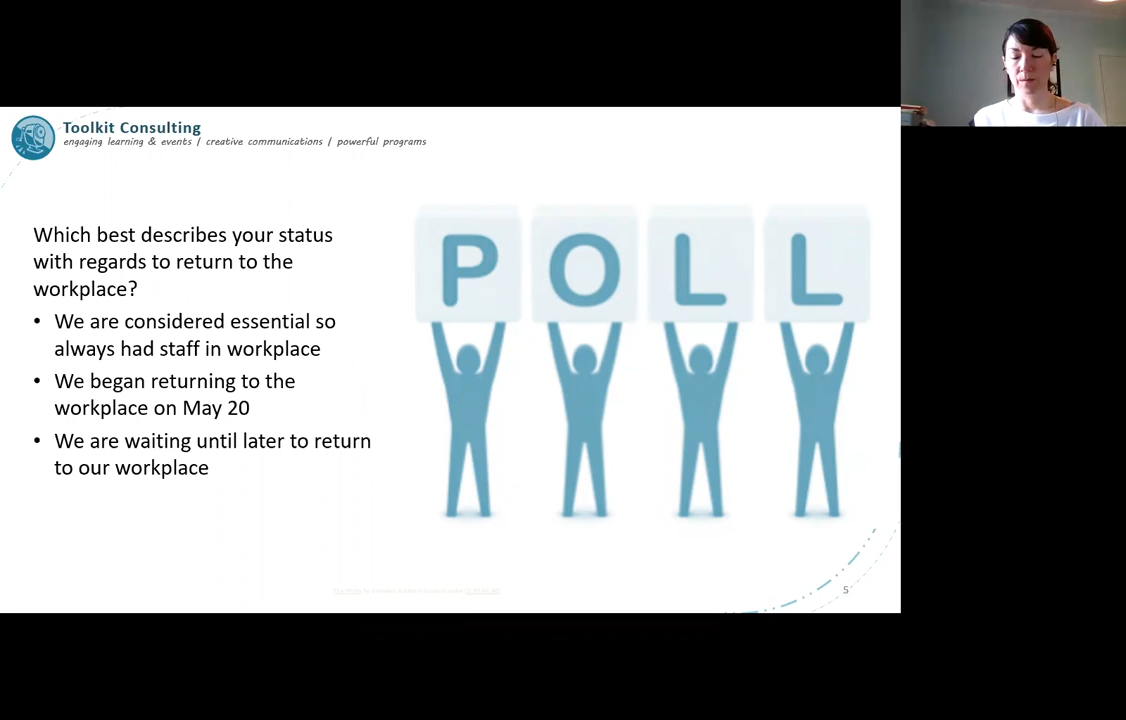 Toolkit Consulting
engaging learning & events / creative communications / powerful programs
Which best describes your status
with regards to return to the
workplace?
• We are considered essential so
always had staff in workplace
• We began returning to the
workplace on May 20
• We are waiting until later to return
to our workplace
P O L L
5